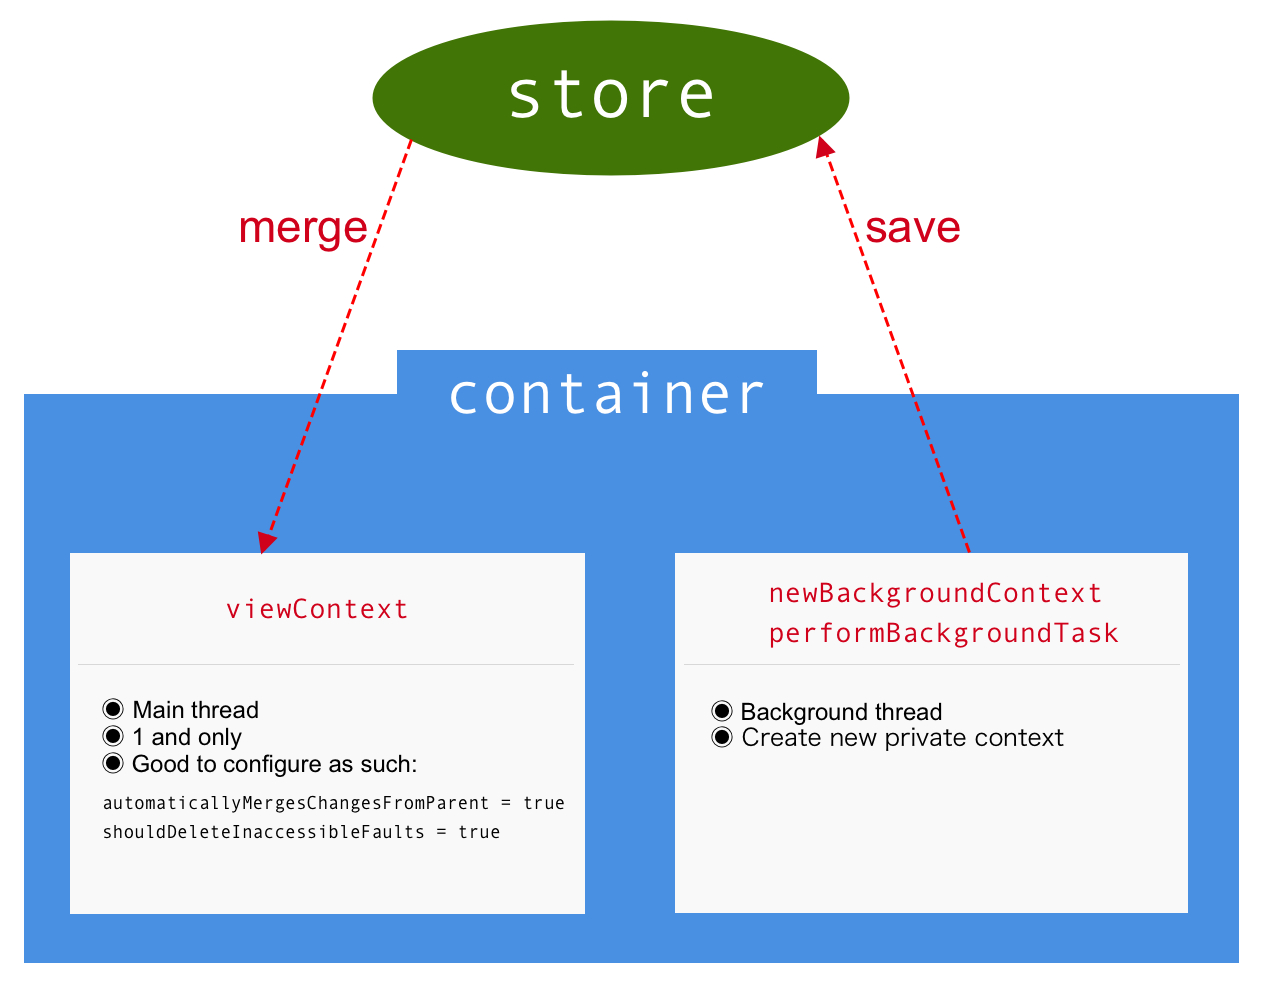 store
merge
save
container
viewContext
Main thread
1 and only
Good to configure as such:
automaticallyMergesChangesFromParent = true
shouldDeleteInaccessibleFaults = true
newBackgroundContext
performBackgroundTask
Background thread
Create new private context